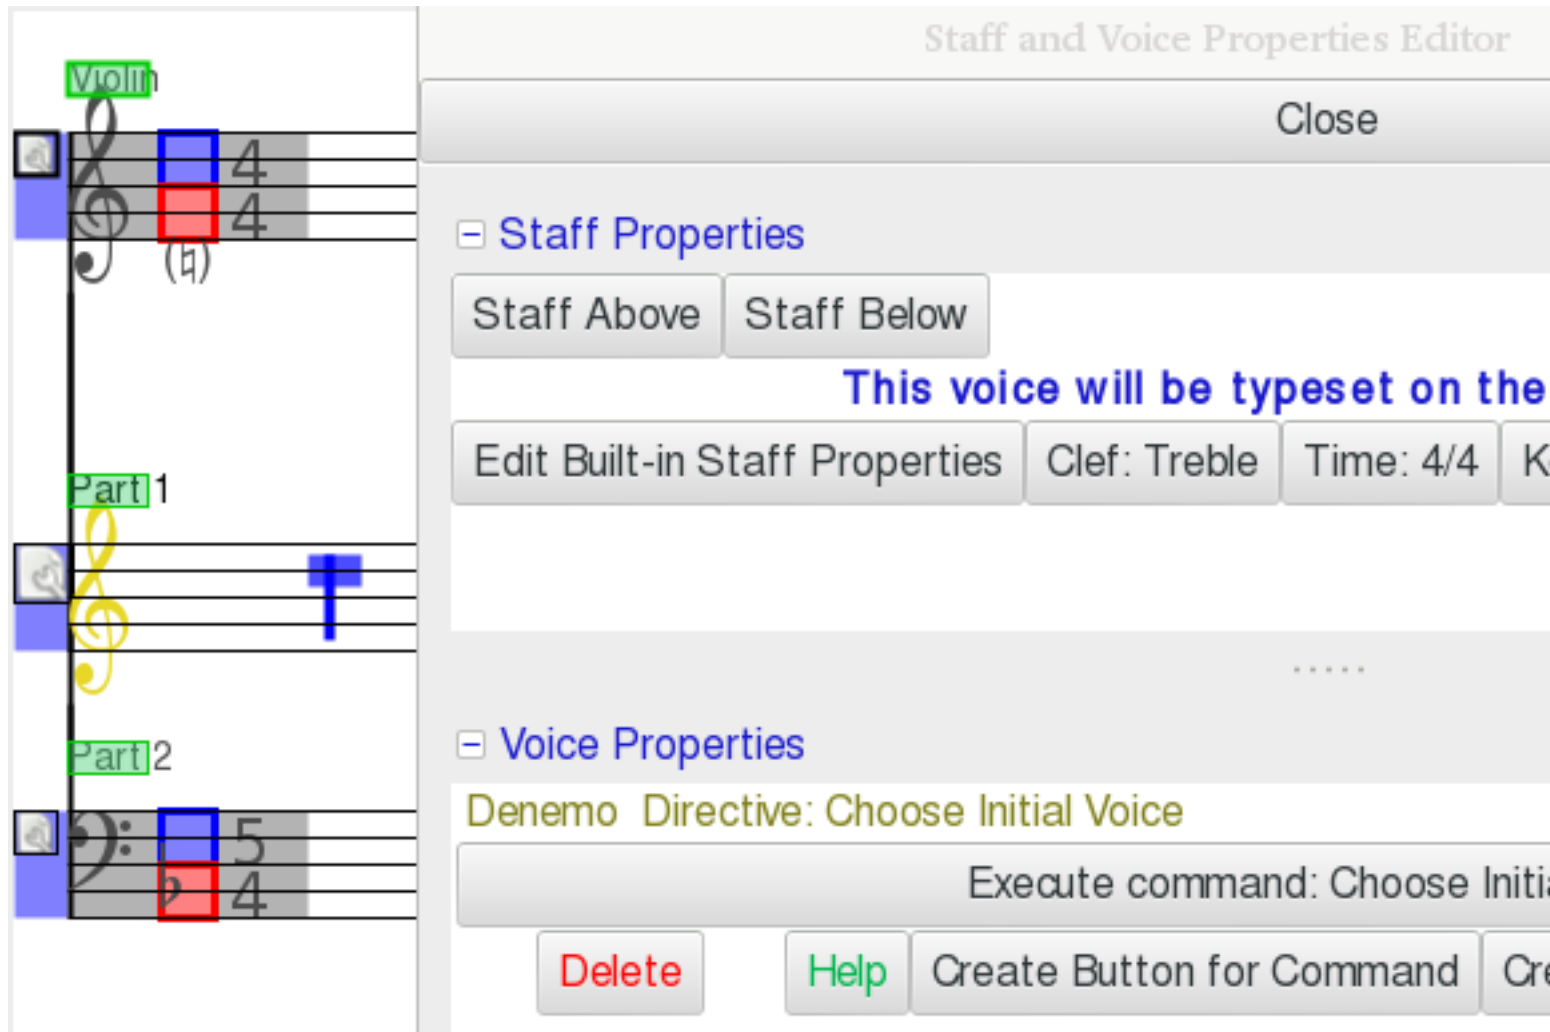 Staff and Voice Properties Editor
Close
Violin
4
4
(♮)
Staff Properties
Staff Above Staff Below
This voice will be typeset on the
Edit Built-in Staff Properties Clef: Treble Time: 4/4
Part 1
Voice Properties
Part 2
Denemo Directive: Choose Initial Voice
5
4
Execute command: Choose
Delete Help Create Button for Command